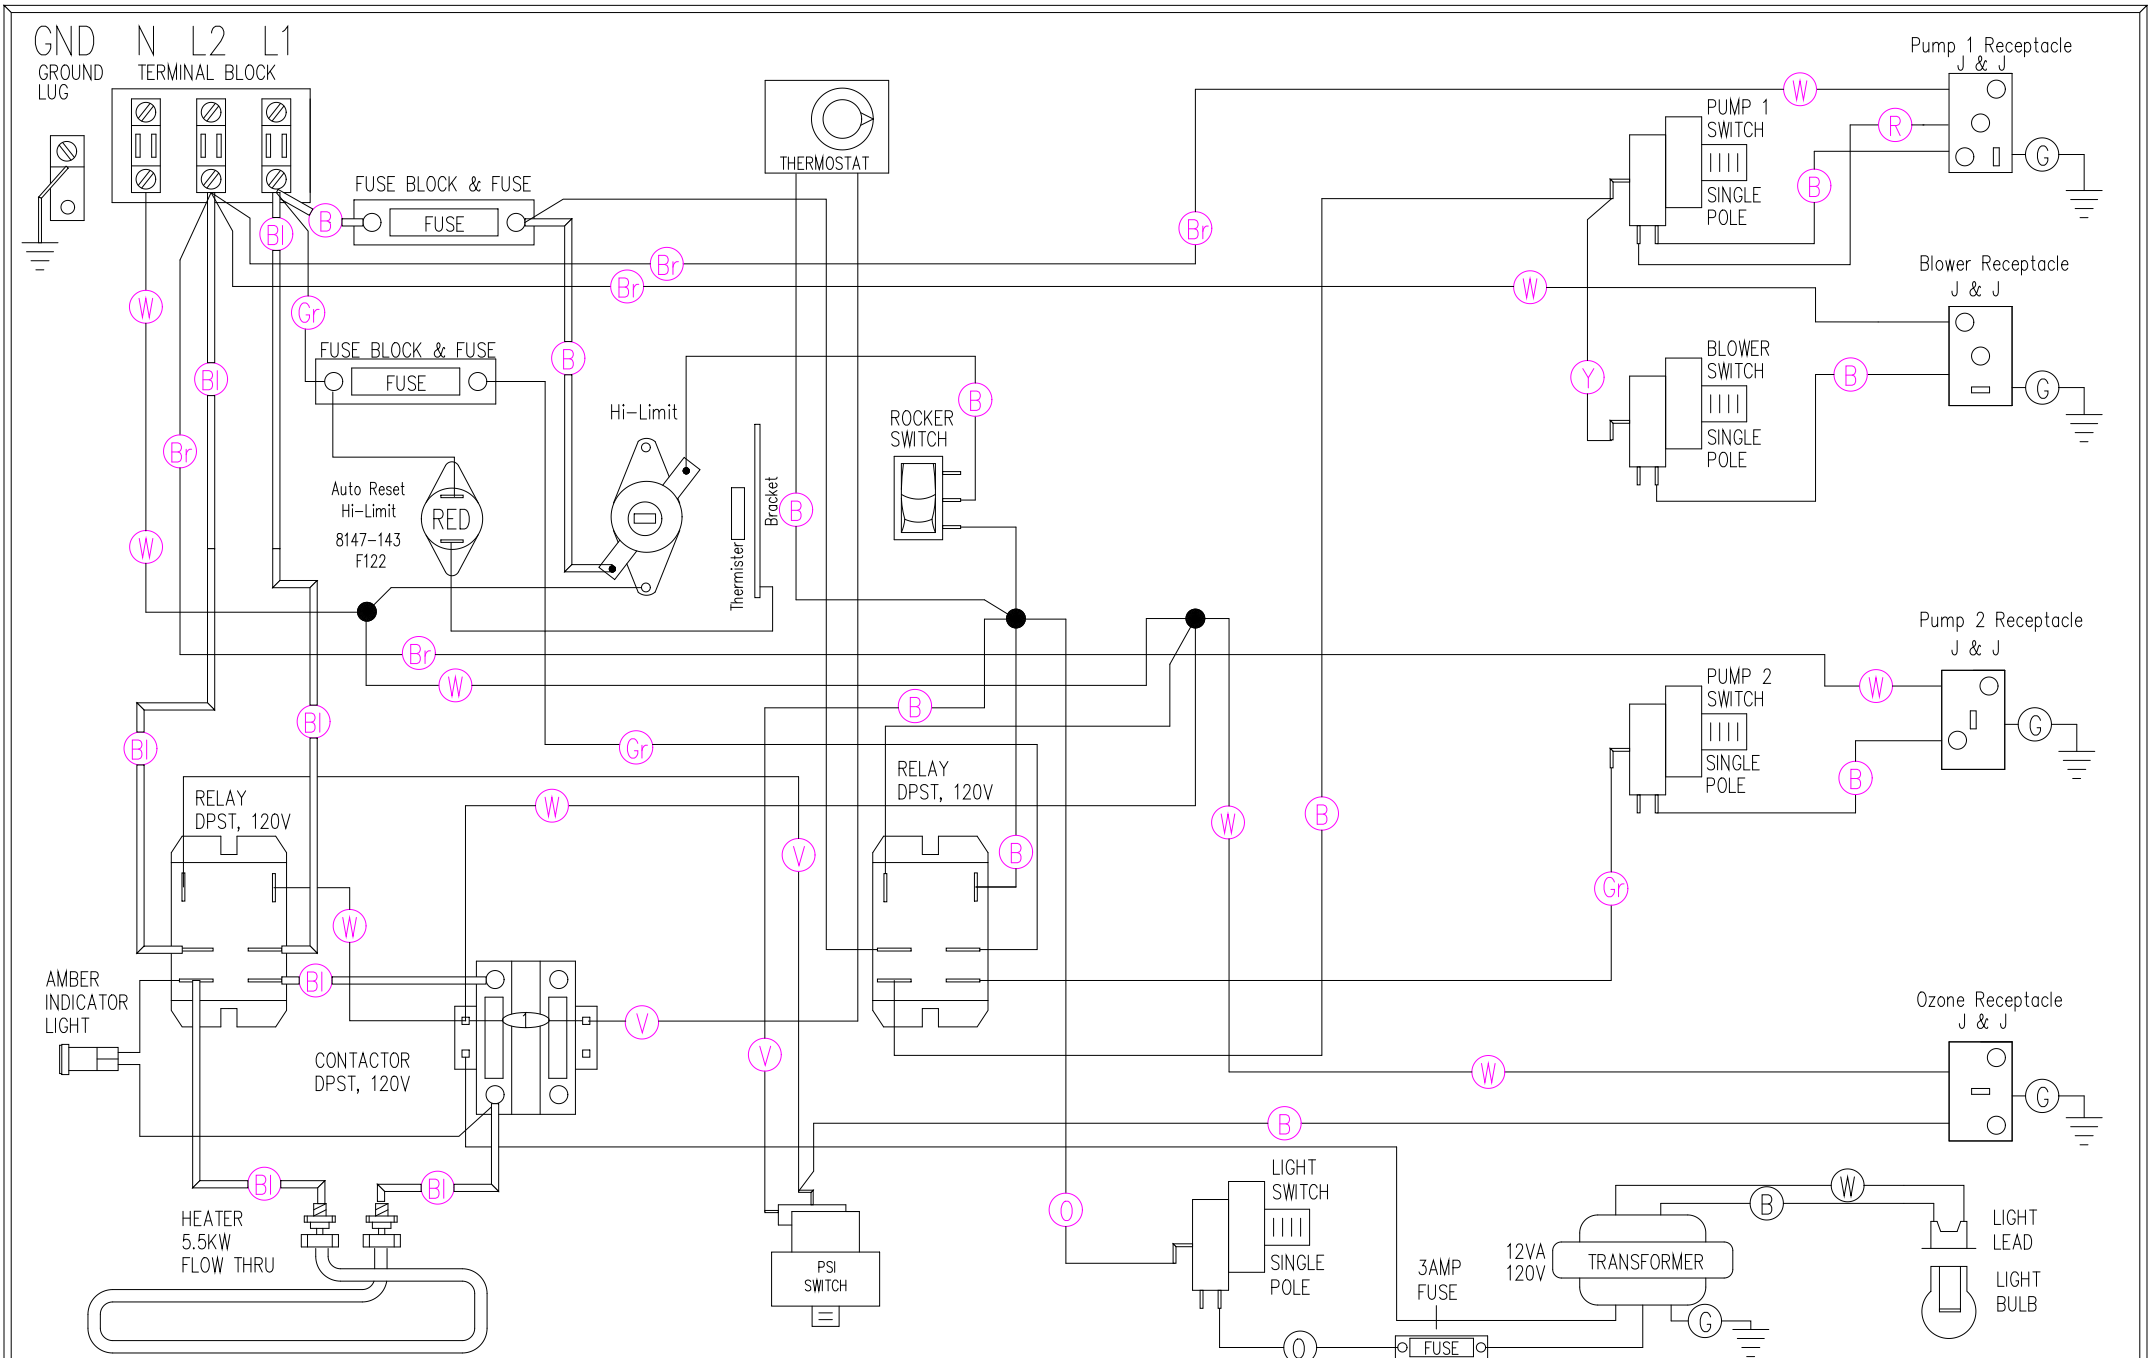 GND N L2 L1
GROUND
LUG
TERMINAL BLOCK
FUSE BLOCK & FUSE
FUSE
B
Bl
Br
Br
Gr
W
Bl
Br
W
FUSE BLOCK & FUSE
FUSE
B
Auto Reset
Hi-Limit
8147-143
F122
RED
Hi-Limit
THERMOSTAT
Thermister
Bracket
B
ROCKER
SWITCH
B
Br
W
R
B
Pump 1 Receptacle
J & J
G
PUMP 1
SWITCH
SINGLE
POLE
W
Blower Receptacle
J & J
G
Y
BLOWER
SWITCH
SINGLE
POLE
B
Br
W
B
Gr
Bl
Bl
Pump 2 Receptacle
J & J
W
G
B
PUMP 2
SWITCH
SINGLE
POLE
Gr
RELAY
DPST, 120V
W
V
RELAY
DPST, 120V
B
W
B
W
Bl
V
V
AMBER
INDICATOR
LIGHT
CONTACTOR
DPST, 120V
1
Ozone Receptacle
J & J
W
G
B
Bl
Bl
HEATER
5.5KW
FLOW THRU
PSI
SWITCH
O
LIGHT
SWITCH
SINGLE
POLE
O
3AMP
FUSE
FUSE
12VA
120V
TRANSFORMER
G
B
W
LIGHT
LEAD
LIGHT
BULB